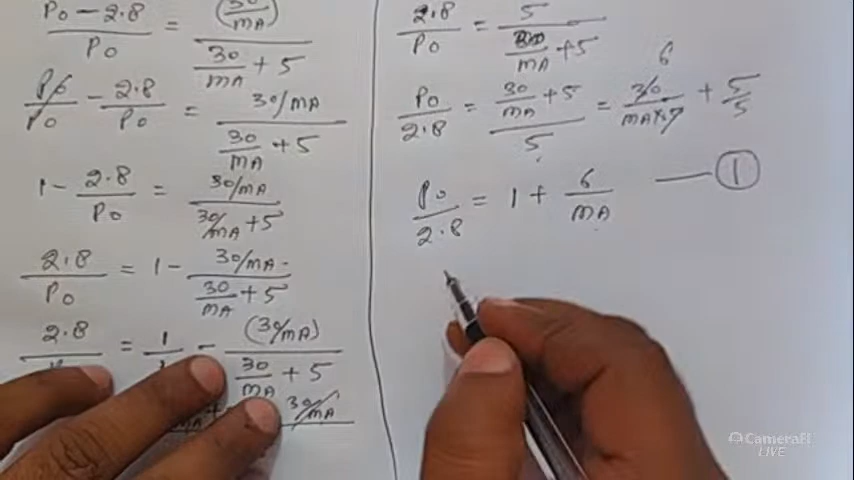 P₀ - 2.8 / P₀ = (30/MA) / (30/MA + 5)
P₀/P₀ - 2.8/P₀ = 30/MA / (30/MA + 5)
1 - 2.8/P₀ = 30/MA / (30/MA + 5)
2.8/P₀ = 1 - 30/MA / (30/MA + 5)
2.8 = 1/ - (30/MA) / (30/MA + 5)
30/MA
2.8/P₀ = 5 / (30/MA + 5)
P₀/2.8 = (30/MA + 5) / 5 = 30/MA×5 + 5/5
6
P₀/2.8 = 1 + 6/MA — ①
CameraFi
LIVE